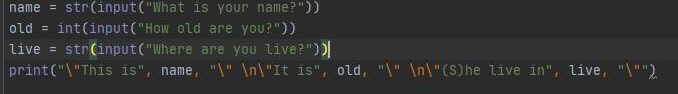 name = str(input("What is your name?"))
old = int(input("How old are you?"))
live = str(input("Where are you live?"))
print("\"This is", name, "\" \n\"It is", old, "\" \n\"(S)he live in", live, "\"")